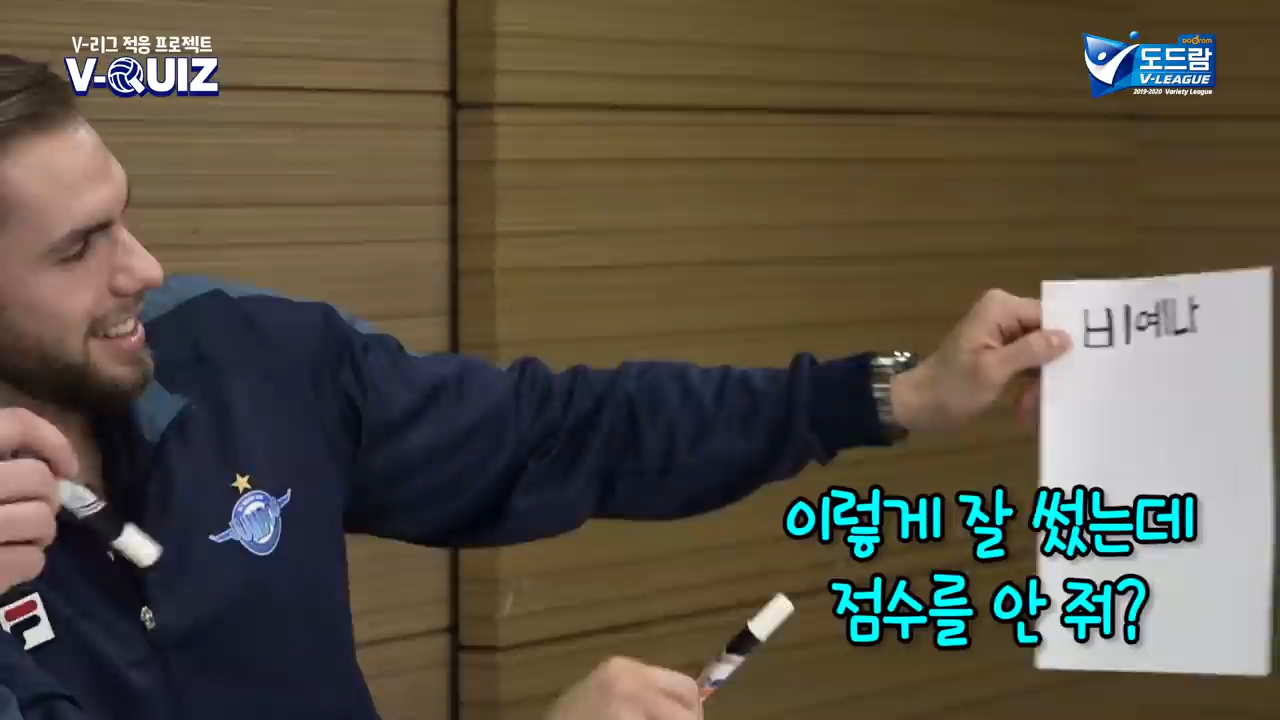 V-리그 적응 프로젝트
V-QUIZ
DoDram
도드람
V-LEAGUE
2019-2020 Variety League
비예나
이렇게 잘 썼는데
점수를 안 줘?